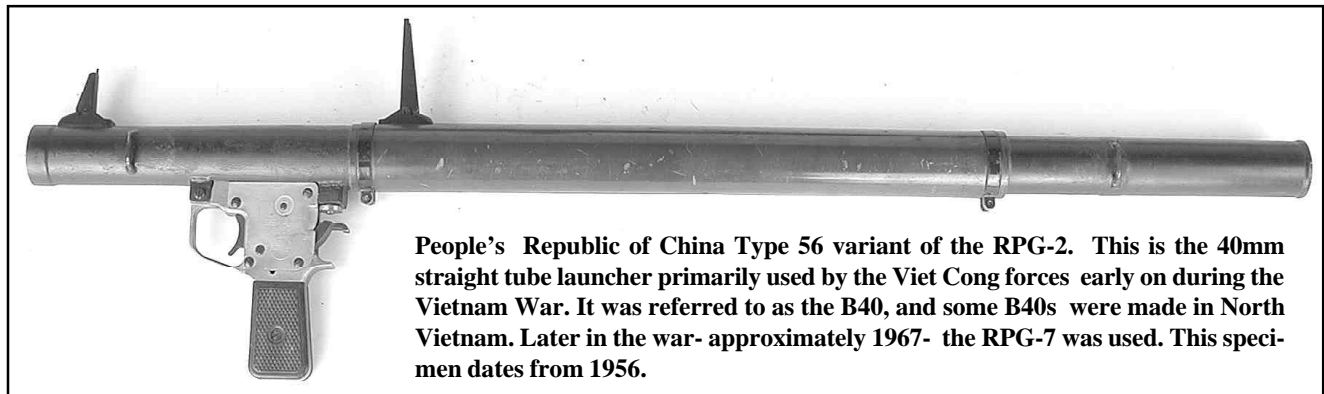 People's Republic of China Type 56 variant of the RPG-2. This is the 40mm
straight tube launcher primarily used by the Viet Cong forces early on during the
Vietnam War. It was referred to as the B40, and some B40s were made in North
Vietnam. Later in the war- approximately 1967- the RPG-7 was used. This speci-
men dates from 1956.